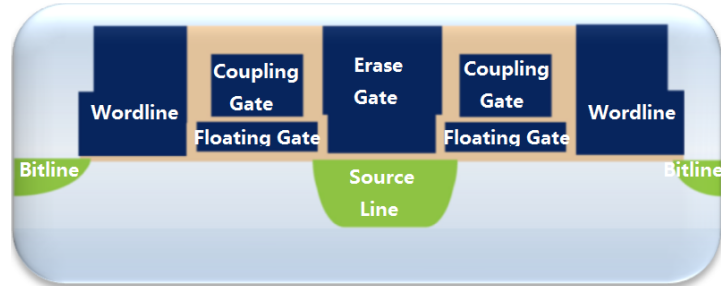 Wordline
Coupling
Gate
Floating Gate
Erase
Gate
Coupling
Gate
Floating Gate
Wordline
Bitline
Source
Line
Bitline